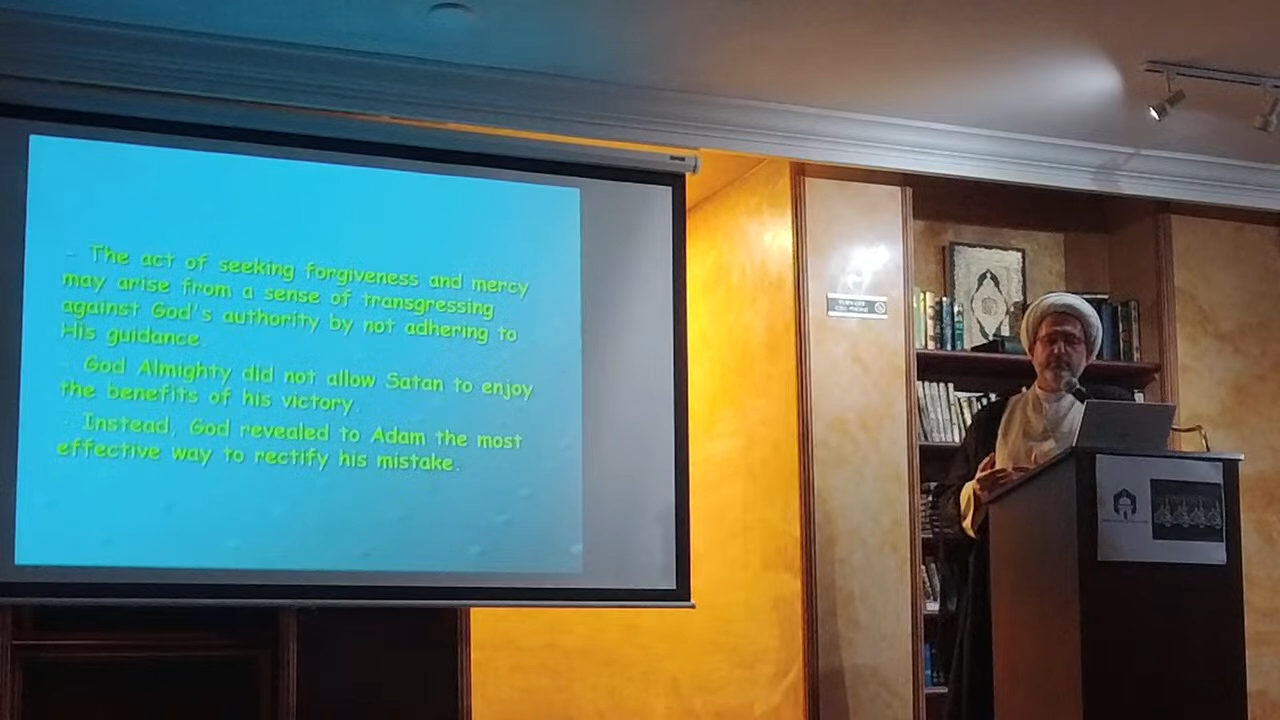 - The act of seeking forgiveness and mercy
may arise from a sense of transgressing
against God's authority by not adhering to
His guidance.
- God Almighty did not allow Satan to enjoy
the benefits of his victory.
- Instead, God revealed to Adam the most
effective way to rectify his mistake.